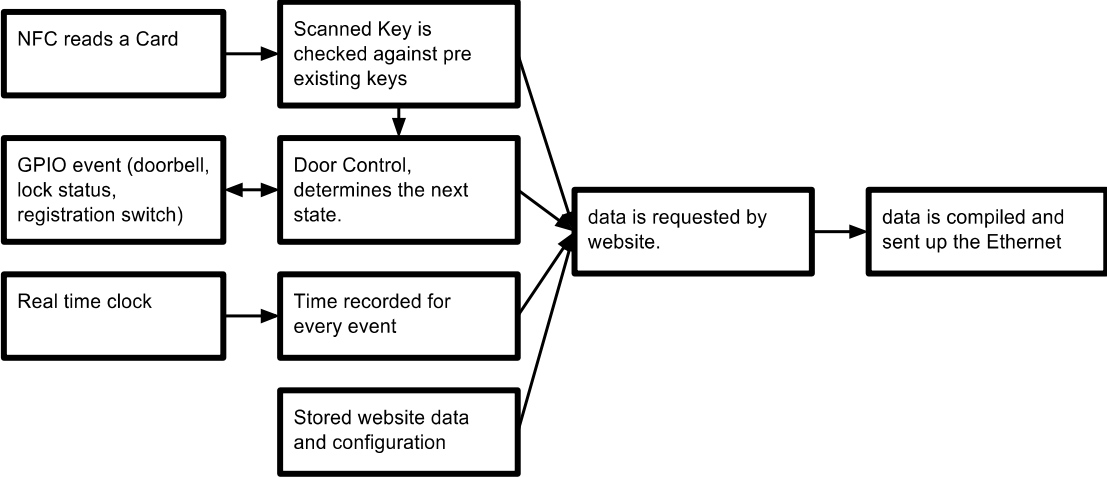 NFC reads a Card
Scanned Key is
checked against pre
existing keys
GPIO event (doorbell,
lock status,
registration switch)
Door Control,
determines the next
state.
data is requested by
website.
data is compiled and
sent up the Ethernet
Real time clock
Time recorded for
every event
Stored website data
and configuration